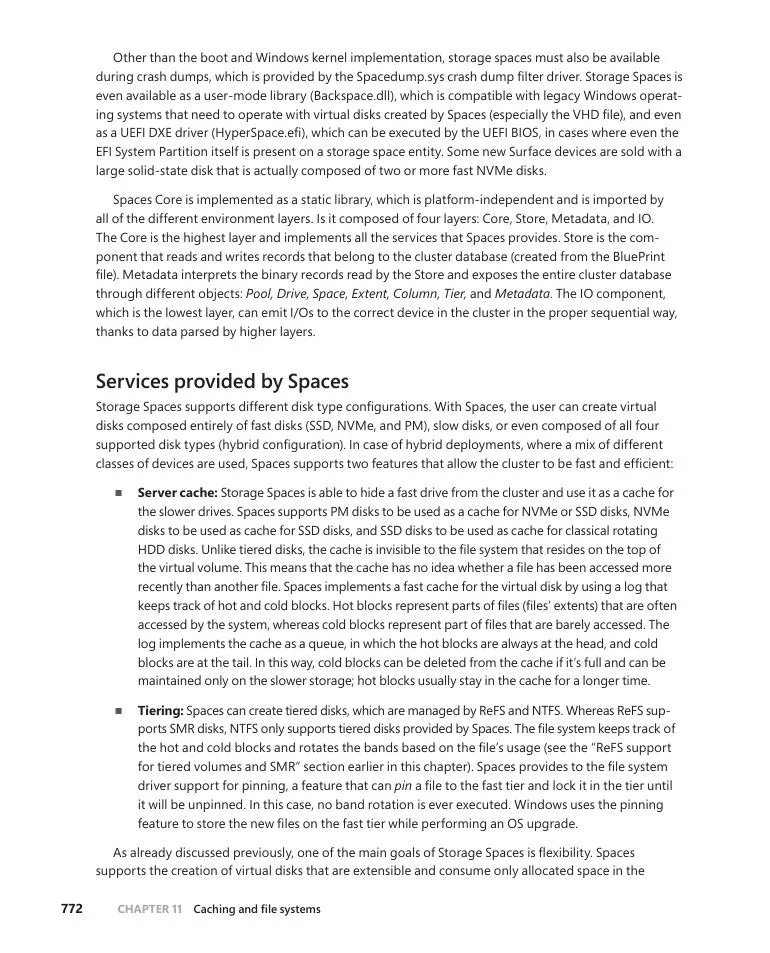 Other than the boot and Windows kernel implementation, storage spaces must also be available
during crash dumps, which is provided by the Spacedump.sys crash dump filter driver. Storage Spaces is
even available as a user-mode library (Backspace.dll), which is compatible with legacy Windows operat-
ing systems that need to operate with virtual disks created by Spaces (especially the VHD file), and even
as a UEFI DXE driver (HyperSpace.efi), which can be executed by the UEFI BIOS, in cases where even the
EFI System Partition itself is present on a storage space entity. Some new Surface devices are sold with a
large solid-state disk that is actually composed of two or more fast NVMe disks.
Spaces Core is implemented as a static library, which is platform-independent and is imported by
all of the different environment layers. Is it composed of four layers: Core, Store, Metadata, and IO.
The Core is the highest layer and implements all the services that Spaces provides. Store is the com-
ponent that reads and writes records that belong to the cluster database (created from the BluePrint
file). Metadata interprets the binary records read by the Store and exposes the entire cluster database
through different objects: Pool, Drive, Space, Extent, Column, Tier, and Metadata. The IO component,
which is the lowest layer, can emit I/Os to the correct device in the cluster in the proper sequential way,
thanks to data parsed by higher layers.
Services provided by Spaces
Storage Spaces supports different disk type configurations. With Spaces, the user can create virtual
disks composed entirely of fast disks (SSD, NVMe, and PM), slow disks, or even composed of all four
supported disk types (hybrid configuration). In case of hybrid deployments, where a mix of different
classes of devices are used, Spaces supports two features that allow the cluster to be fast and efficient:
■ Server cache: Storage Spaces is able to hide a fast drive from the cluster and use it as a cache for
the slower drives. Spaces supports PM disks to be used as a cache for NVMe or SSD disks, NVMe
disks to be used as cache for SSD disks, and SSD disks to be used as cache for classical rotating
HDD disks. Unlike tiered disks, the cache is invisible to the file system that resides on the top of
the virtual volume. This means that the cache has no idea whether a file has been accessed more
recently than another file. Spaces implements a fast cache for the virtual disk by using a log that
keeps track of hot and cold blocks. Hot blocks represent parts of files (files’ extents) that are often
accessed by the system, whereas cold blocks represent part of files that are barely accessed. The
log implements the cache as a queue, in which the hot blocks are always at the head, and cold
blocks are at the tail. In this way, cold blocks can be deleted from the cache if it’s full and can be
maintained only on the slower storage; hot blocks usually stay in the cache for a longer time.
■ Tiering: Spaces can create tiered disks, which are managed by ReFS and NTFS. Whereas ReFS sup-
ports SMR disks, NTFS only supports tiered disks provided by Spaces. The file system keeps track of
the hot and cold blocks and rotates the bands based on the file’s usage (see the “ReFS support
for tiered volumes and SMR” section earlier in this chapter). Spaces provides to the file system
driver support for pinning, a feature that can pin a file to the fast tier and lock it in the tier until
it will be unpinned. In this case, no band rotation is ever executed. Windows uses the pinning
feature to store the new files on the fast tier while performing an OS upgrade.
As already discussed previously, one of the main goals of Storage Spaces is flexibility. Spaces
supports the creation of virtual disks that are extensible and consume only allocated space in the
772 CHAPTER 11 Caching and file systems